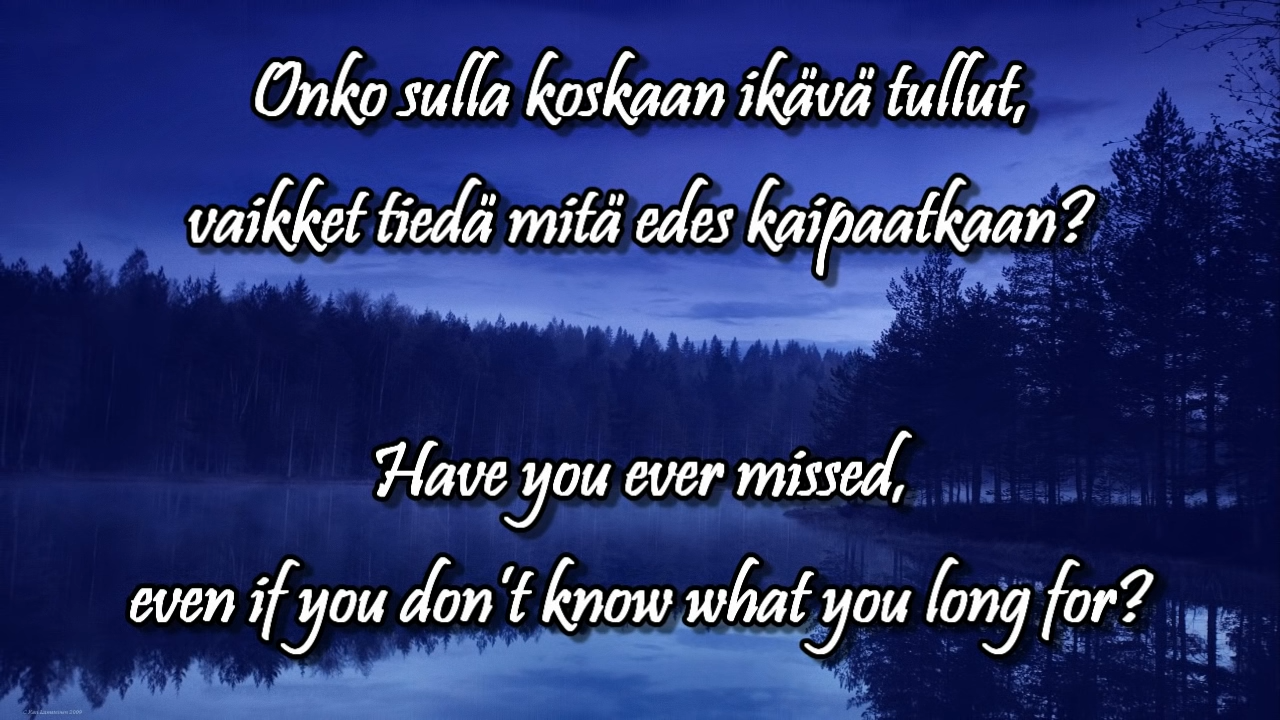 Onko sulla koskaan ikävä tullut,
vaikket tiedä mitä edes kaipaatkaan?
Have you ever missed,
even if you don't know what you long for?